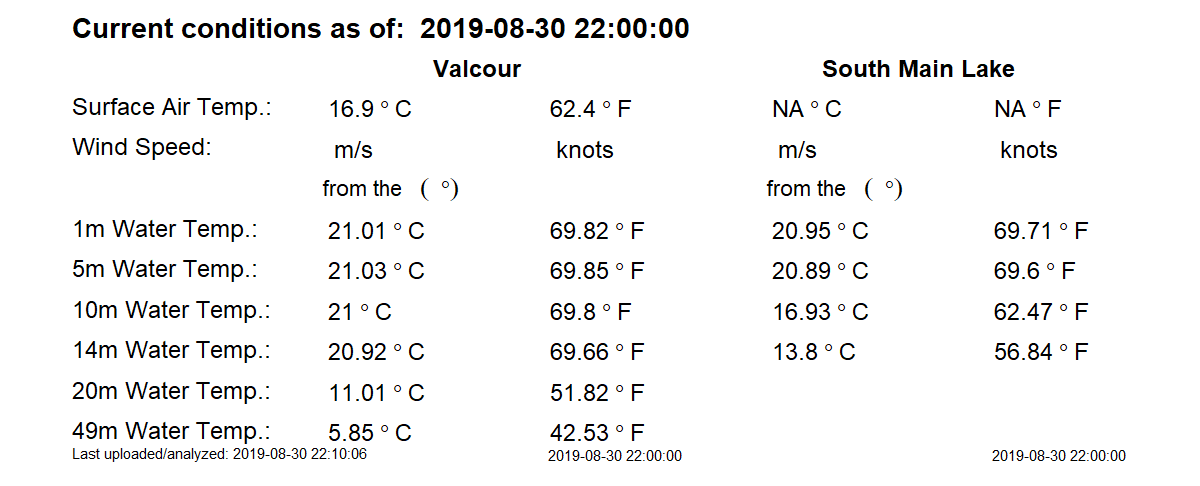 Current conditions as of: 2019-08-30 22:00:00
Valcour South Main Lake
Surface Air Temp.: 16.9 ° C 62.4 ° F NA ° C NA ° F
Wind Speed: m/s knots m/s knots
from the ( °) from the ( °)
1m Water Temp.: 21.01 ° C 69.82 ° F 20.95 ° C 69.71 ° F
5m Water Temp.: 21.03 ° C 69.85 ° F 20.89 ° C 69.6 ° F
10m Water Temp.: 21 ° C 69.8 ° F 16.93 ° C 62.47 ° F
14m Water Temp.: 20.92 ° C 69.66 ° F 13.8 ° C 56.84 ° F
20m Water Temp.: 11.01 ° C 51.82 ° F
49m Water Temp.: 5.85 ° C 42.53 ° F
Last uploaded/analyzed: 2019-08-30 22:10:06 2019-08-30 22:00:00 2019-08-30 22:00:00